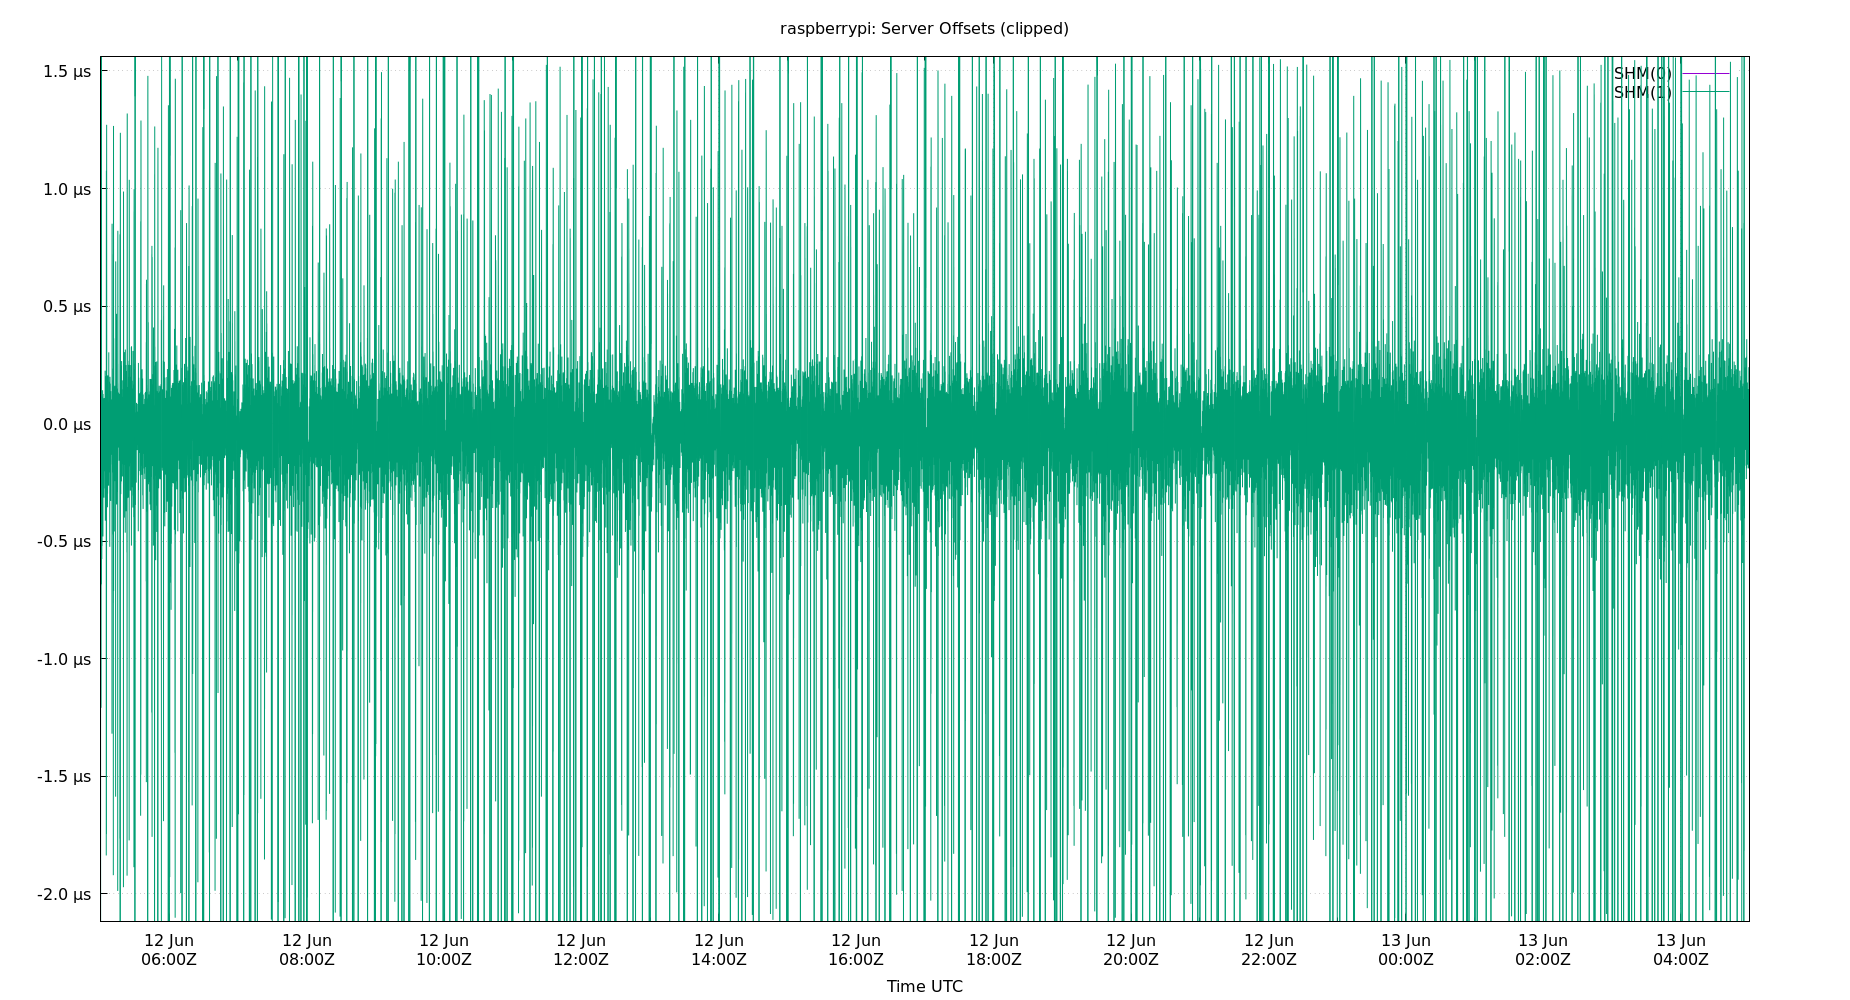 raspberrypi: Server Offsets (clipped)
SHM(0)
SHM(1)
1.5 µs
1.0 µs
0.5 µs
0.0 µs
-0.5 µs
-1.0 µs
-1.5 µs
-2.0 µs
12 Jun 12 Jun 12 Jun 12 Jun 12 Jun 12 Jun 12 Jun 12 Jun 12 Jun 13 Jun 13 Jun 13 Jun
06:00Z 08:00Z 10:00Z 12:00Z 14:00Z 16:00Z 18:00Z 20:00Z 22:00Z 00:00Z 02:00Z 04:00Z
Time UTC